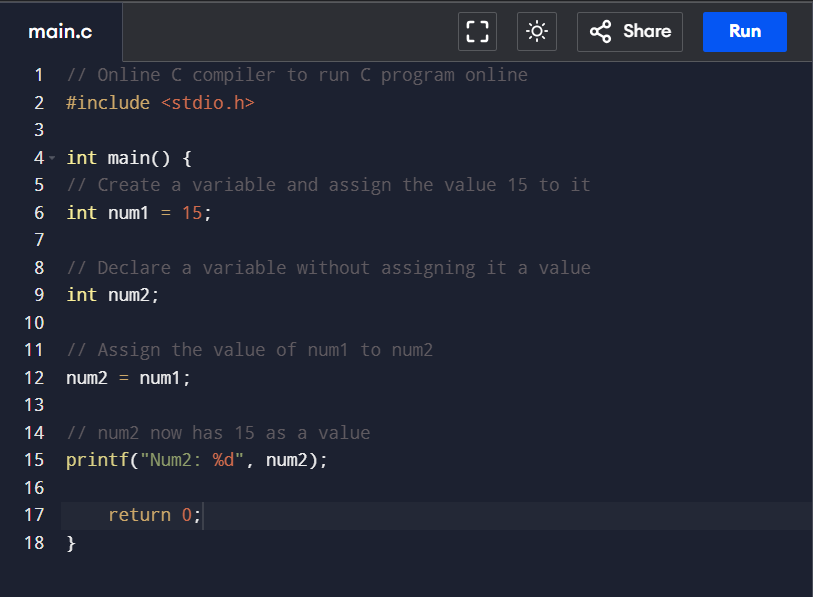 main.c
Share
Run
1 // Online C compiler to run C program online
2 #include <stdio.h>
3
4 int main() {
5 // Create a variable and assign the value 15 to it
6 int num1 = 15;
7
8 // Declare a variable without assigning it a value
9 int num2;
10
11 // Assign the value of num1 to num2
12 num2 = num1;
13
14 // num2 now has 15 as a value
15 printf("Num2: %d", num2);
16
17     return 0;
18 }